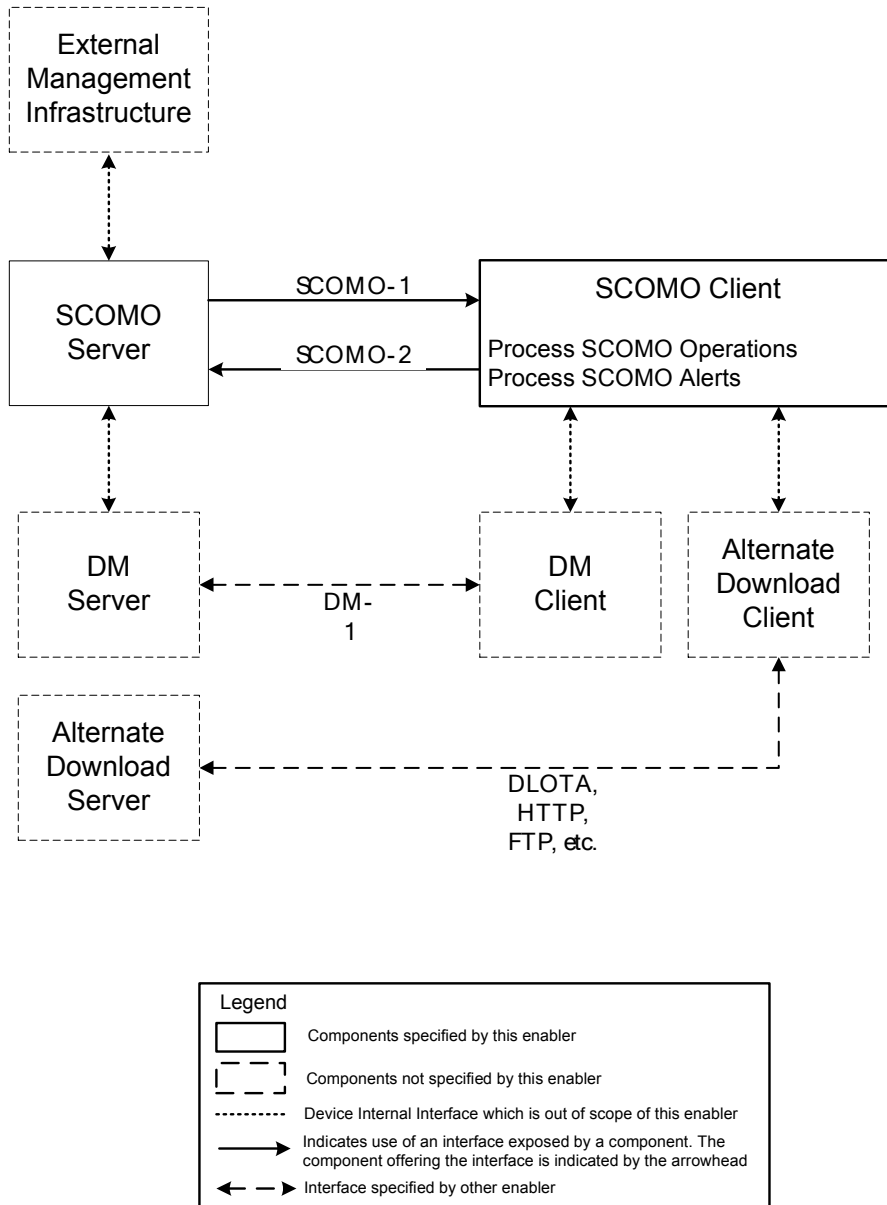 External
Management
Infrastructure
SCOMO-1
SCOMO Client
SCOMO
Server
SCOMO-2
Process SCOMO Operations
Process SCOMO Alerts
DM
Server
DM-
1
DM
Client
Alternate
Download
Client
Alternate
Download
Server
DLOTA,
HTTP,
FTP, etc.
Legend
Components specified by this enabler
Components not specified by this enabler
Device Internal Interface which is out of scope of this enabler
Indicates use of an interface exposed by a component. The
component offering the interface is indicated by the arrowhead
Interface specified by other enabler